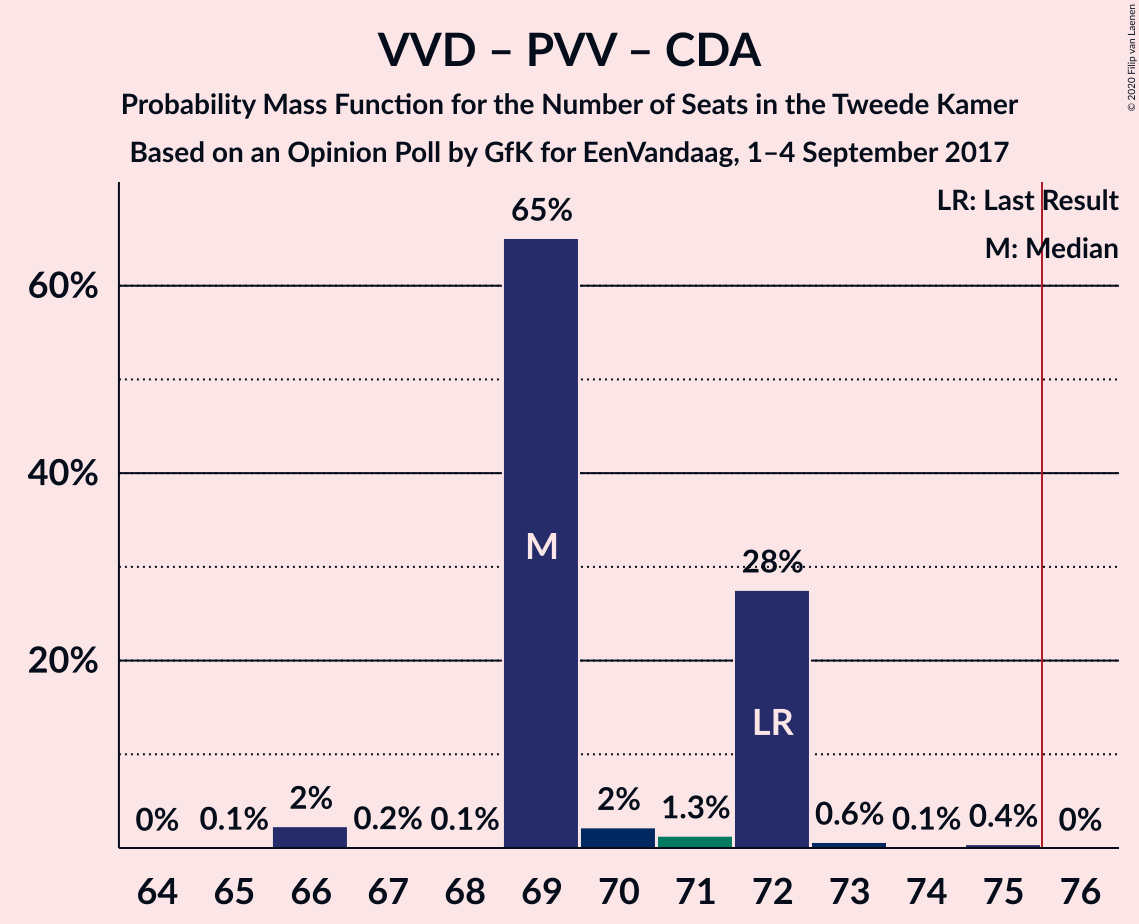 VVD – PVV – CDA
Probability Mass Function for the Number of Seats in the Tweede Kamer
Based on an Opinion Poll by GfK for EenVandaag, 1–4 September 2017
© 2020 Filip van Laenen
LR: Last Result
M: Median
60%
40%
20%
0%
0.1%
2%
0.2%
0.1%
65%
2%
1.3%
28%
0.6%
0.1%
0.4%
0%
M
LR
64 65 66 67 68 69 70 71 72 73 74 75 76